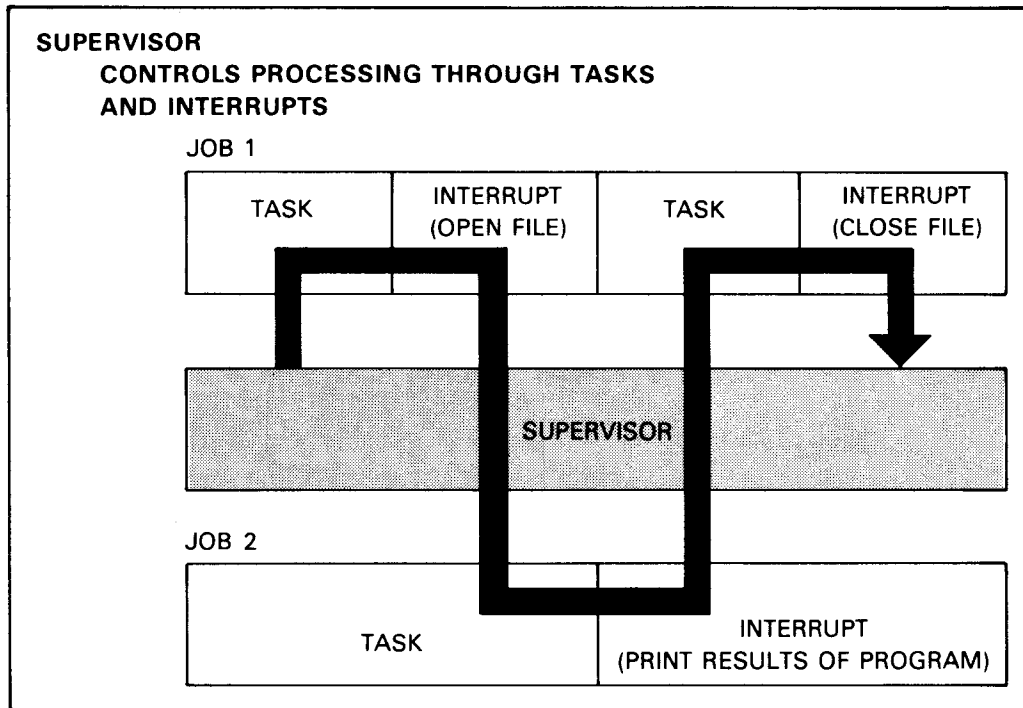 SUPERVISOR
CONTROLS PROCESSING THROUGH TASKS
AND INTERRUPTS
JOB 1
TASK
INTERRUPT
(OPEN FILE)
TASK
INTERRUPT
(CLOSE FILE)
SUPERVISOR
JOB 2
TASK
INTERRUPT
(PRINT RESULTS OF PROGRAM)